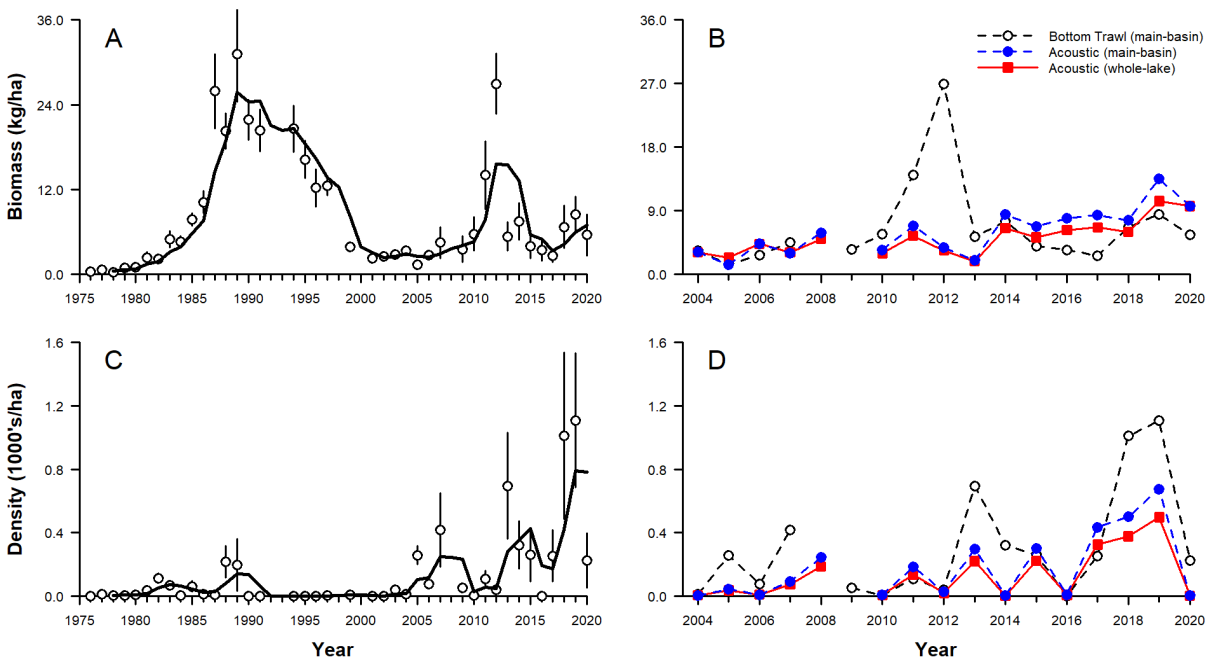 A
Biomass (kg/ha)
36.0
24.0
12.0
0.0
1975 1980 1985 1990 1995 2000 2005 2010 2015 2020
B
Bottom Trawl (main-basin)
Acoustic (main-basin)
Acoustic (whole-lake)
36.0
27.0
18.0
9.0
0.0
2004 2006 2008 2010 2012 2014 2016 2018 2020
C
Density (1000's/ha)
1.6
1.2
0.8
0.4
0.0
1975 1980 1985 1990 1995 2000 2005 2010 2015 2020
Year
D
1.6
1.2
0.8
0.4
0.0
2004 2006 2008 2010 2012 2014 2016 2018 2020
Year